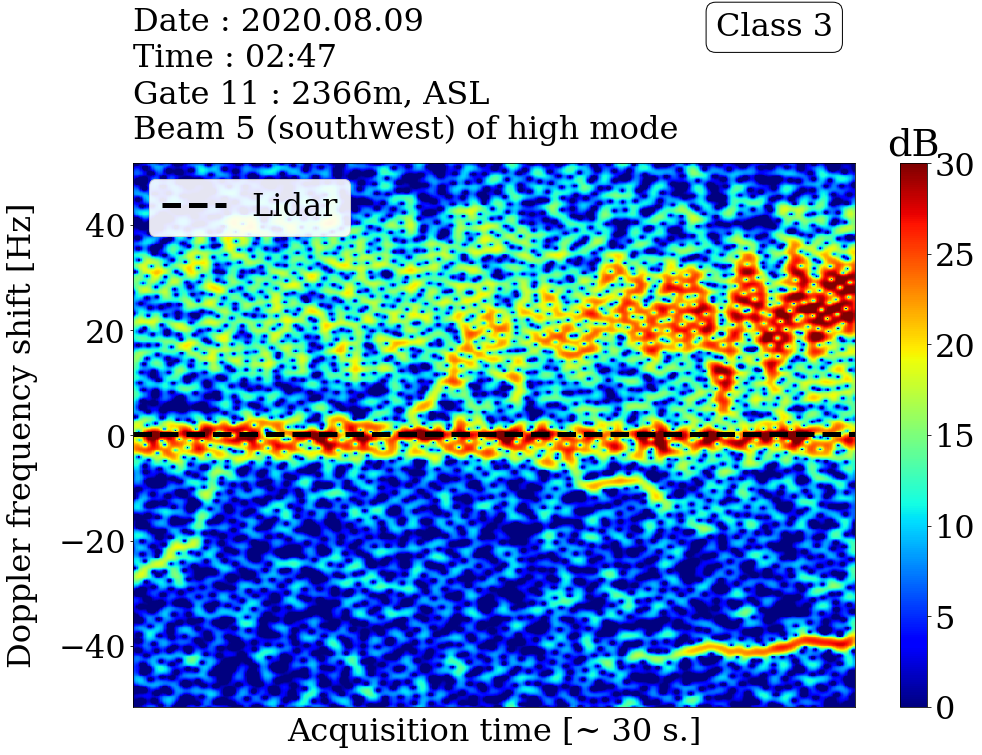 Date : 2020.08.09
Class 3
Time : 02:47
Gate 11 : 2366m, ASL
Beam 5 (southwest) of high mode
dB
Lidar
Doppler frequency shift [Hz]
40
20
0
−20
−40
30
25
20
15
10
5
0
Acquisition time [~ 30 s.]